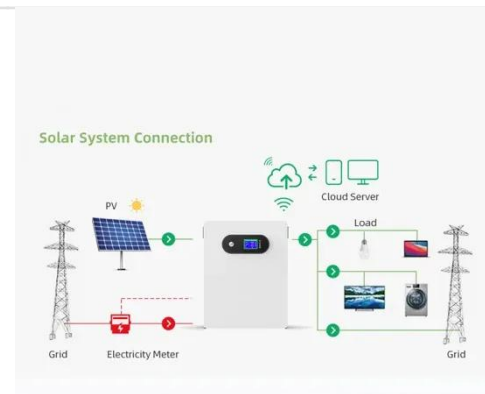 Solar System Connection
Cloud Server
PV
Load
Grid
Electricity Meter
Grid